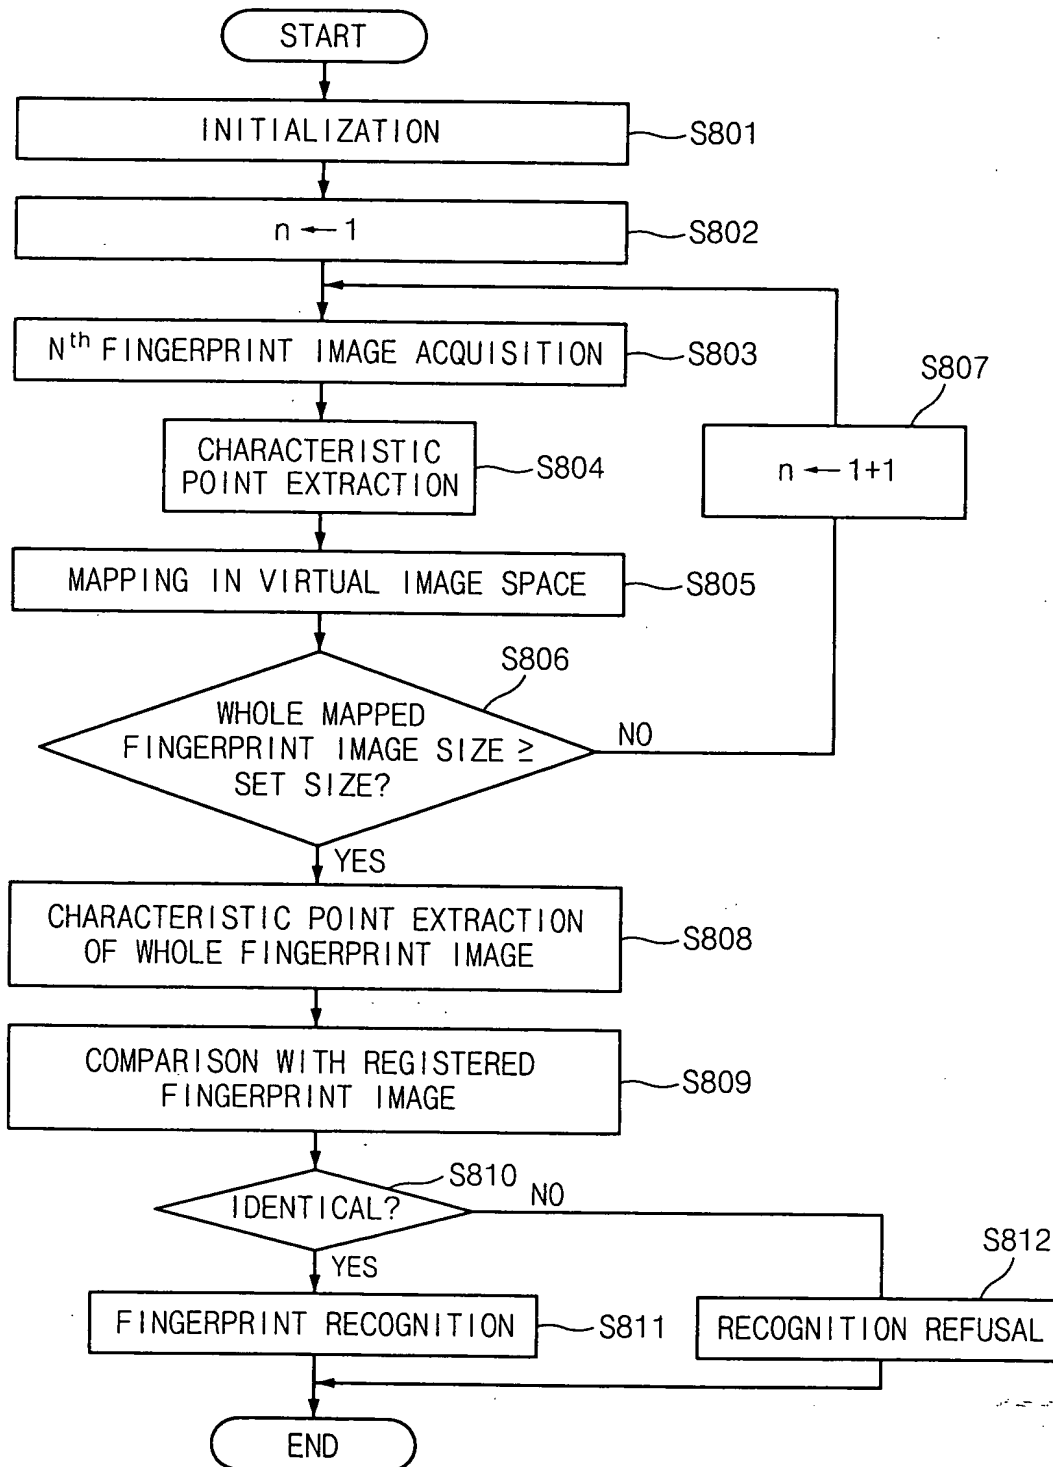 START
INITIALIZATION
S801
n ← 1
S802
Nth FINGERPRINT IMAGE ACQUISITION
S803
S807
CHARACTERISTIC
POINT EXTRACTION
S804
n ← 1+1
MAPPING IN VIRTUAL IMAGE SPACE
S805
S806
WHOLE MAPPED
FINGERPRINT IMAGE SIZE ≥
SET SIZE?
NO
YES
CHARACTERISTIC POINT EXTRACTION
OF WHOLE FINGERPRINT IMAGE
S808
COMPARISON WITH REGISTERED
FINGERPRINT IMAGE
S809
S810
IDENTICAL?
NO
YES
S812
FINGERPRINT RECOGNITION
S811
RECOGNITION REFUSAL
END